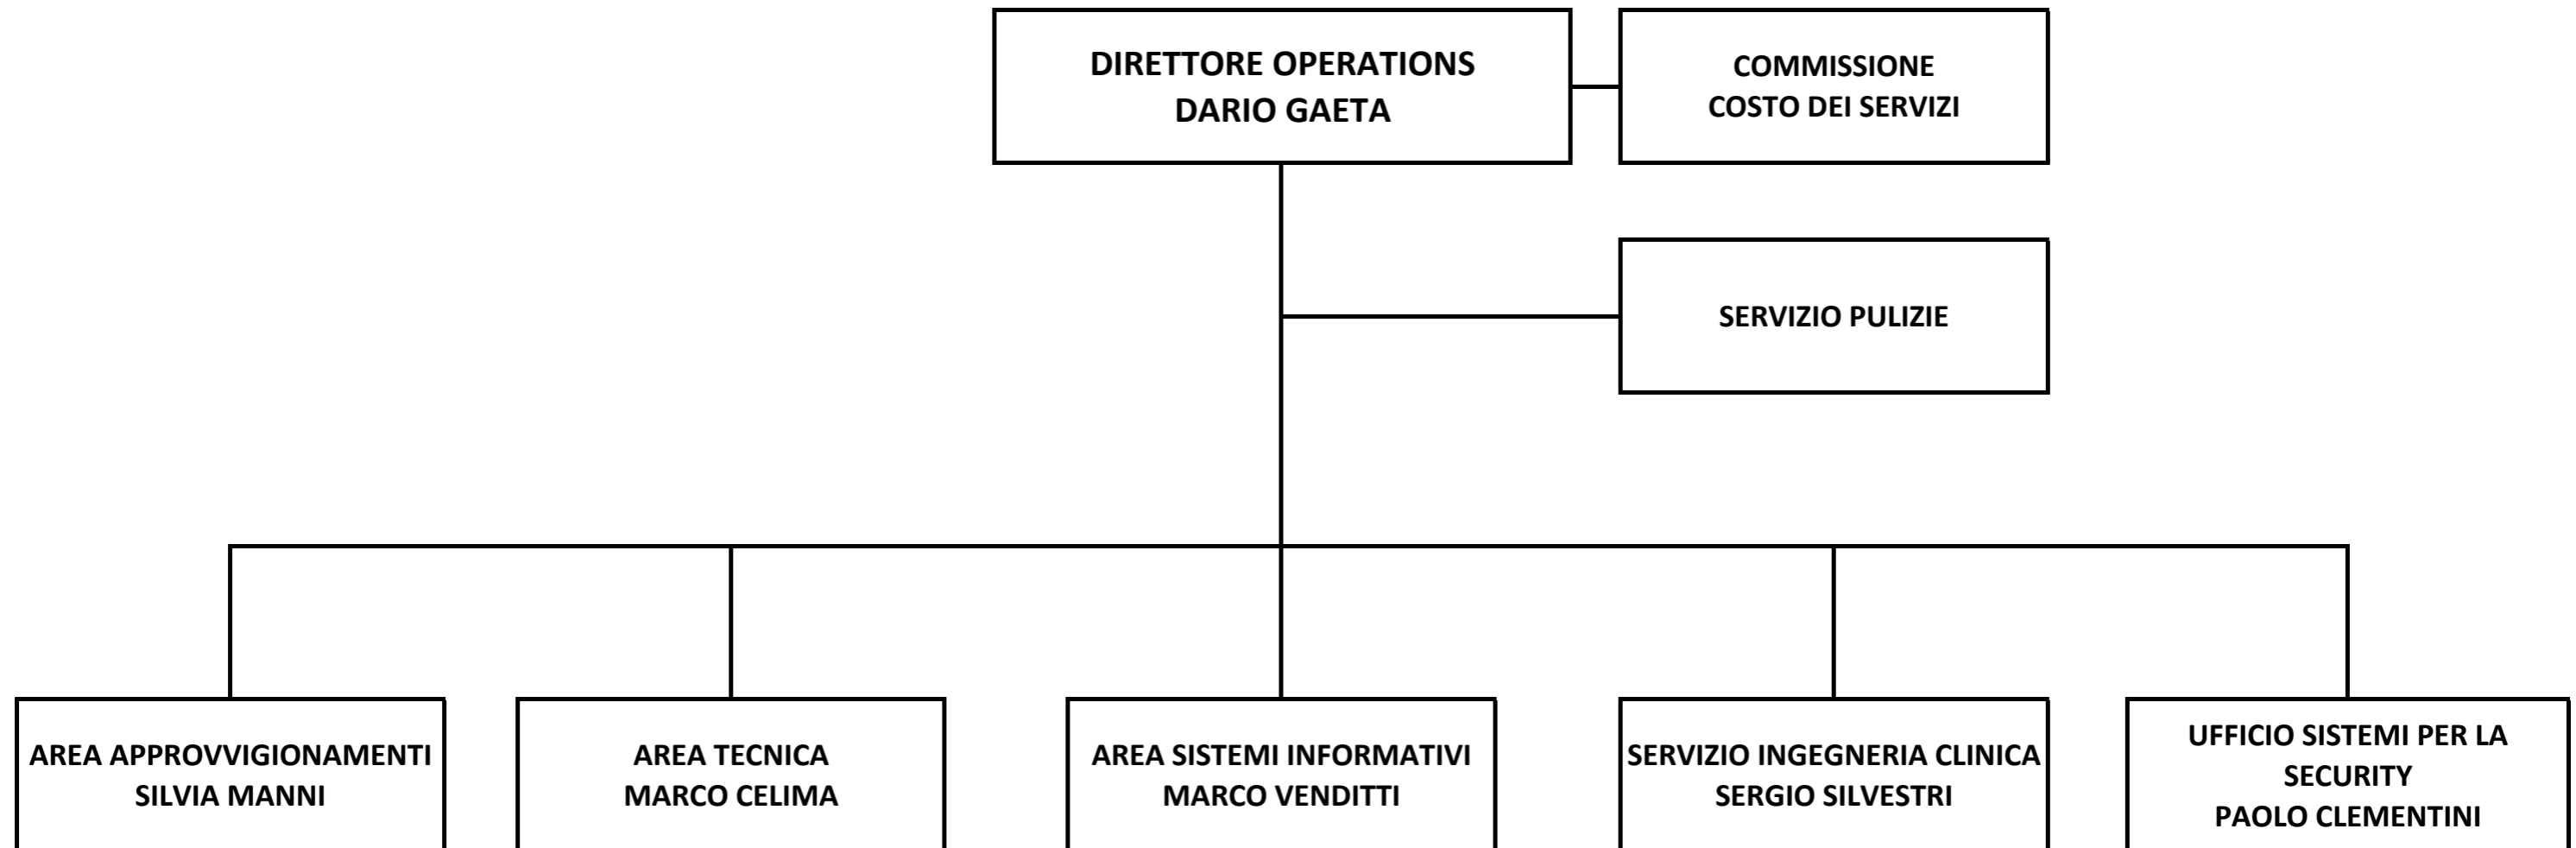 DIRETTORE OPERATIONS
DARIO GAETA
COMMISSIONE
COSTO DEI SERVIZI
SERVIZIO PULIZIE
AREA APPROVVIGIONAMENTI
SILVIA MANNI
AREA TECNICA
MARCO CELIMA
AREA SISTEMI INFORMATIVI
MARCO VENDITTI
SERVIZIO INGEGNERIA CLINICA
SERGIO SILVESTRI
UFFICIO SISTEMI PER LA
SECURITY
PAOLO CLEMENTINI